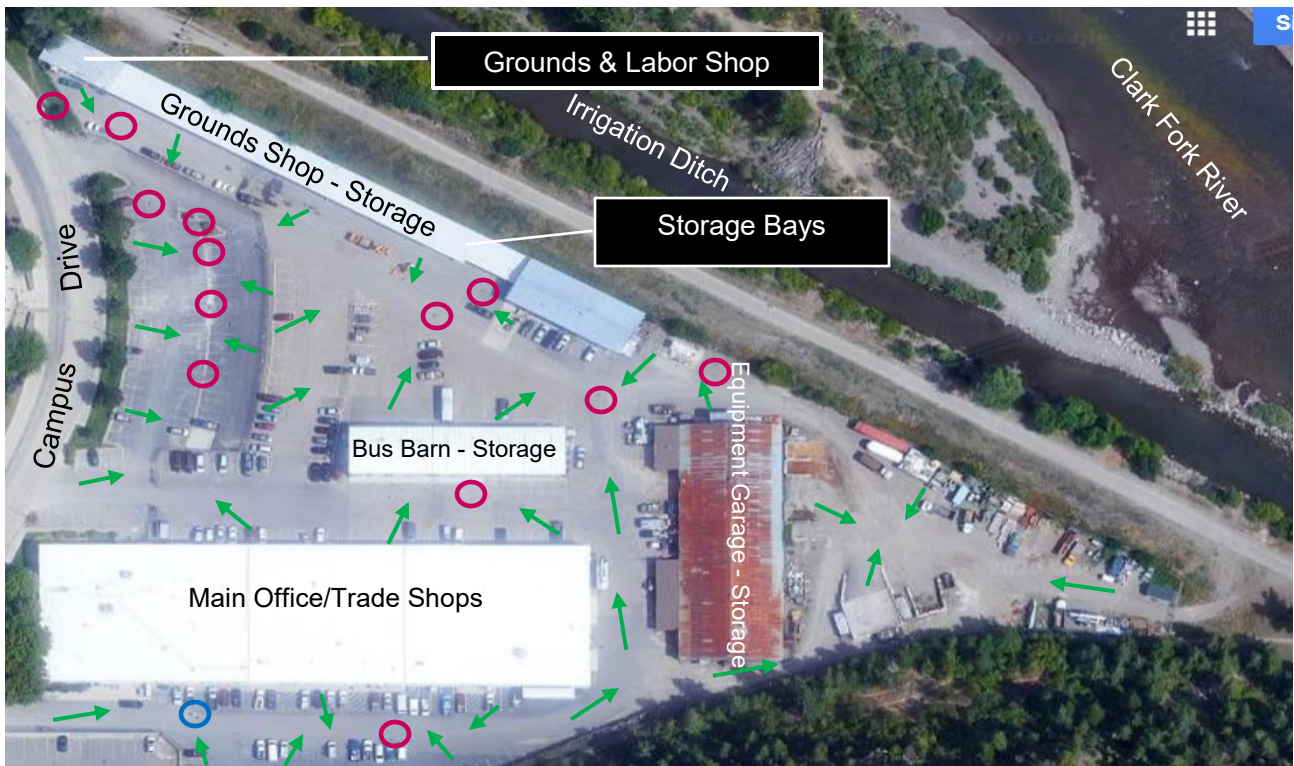 Grounds & Labor Shop
Grounds Shop - Storage
Irrigation Ditch
Clark Fork River
Storage Bays
Campus Drive
Equipment Garage - Storage
Bus Barn - Storage
Main Office/Trade Shops